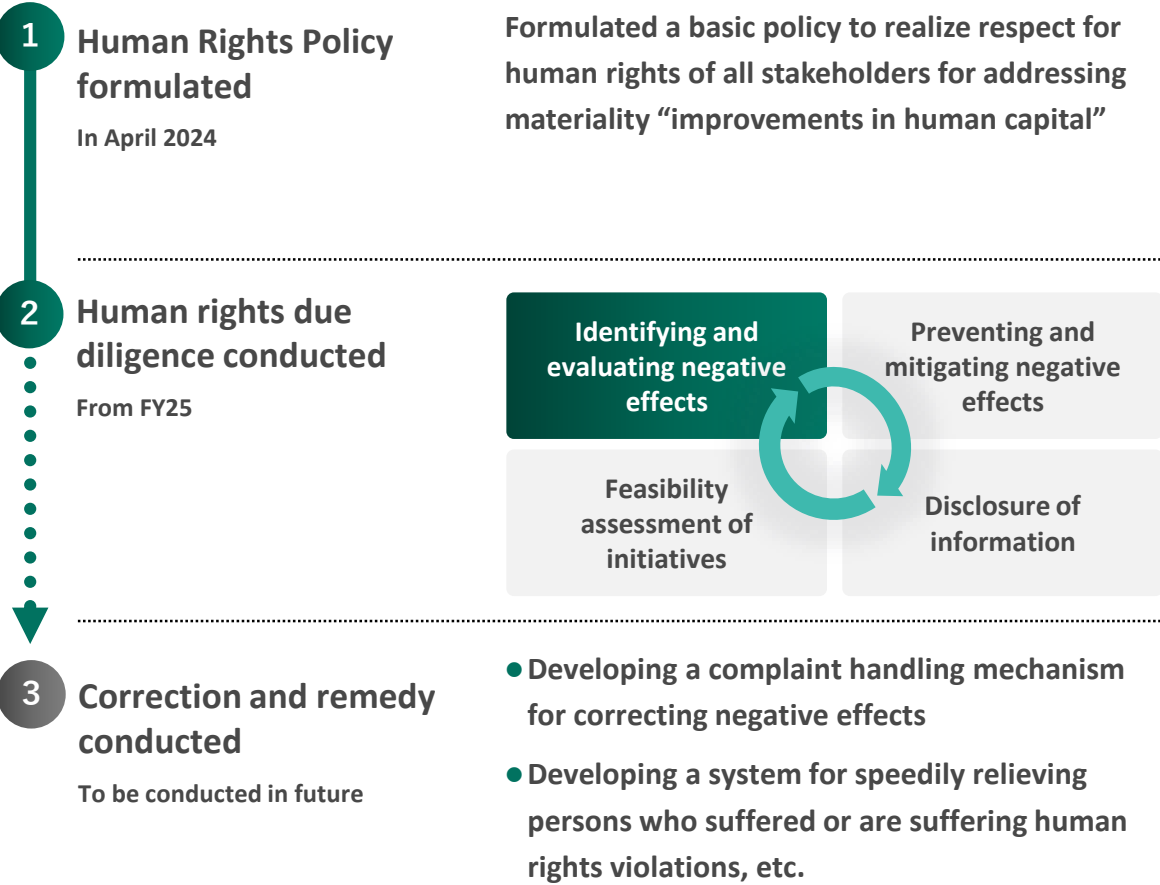 1
Human Rights Policy
formulated
In April 2024
Formulated a basic policy to realize respect for
human rights of all stakeholders for addressing
materiality “improvements in human capital”
2
Human rights due
diligence conducted
From FY25
Identifying and
evaluating negative
effects
Preventing and
mitigating negative
effects
Feasibility
assessment of
initiatives
Disclosure of
information
3
Correction and remedy
conducted
To be conducted in future
● Developing a complaint handling mechanism
for correcting negative effects
● Developing a system for speedily relieving
persons who suffered or are suffering human
rights violations, etc.